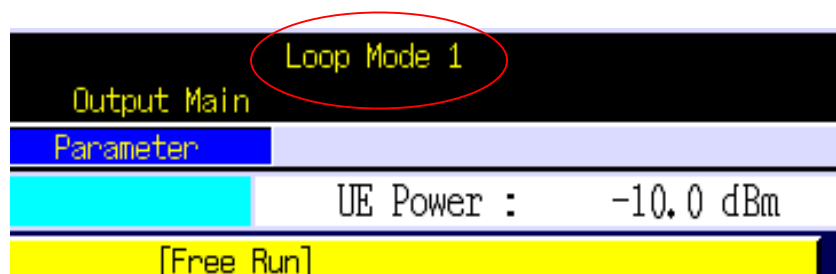 Loop Mode 1
Output Main
Parameter
UE Power : -10.0 dBm
[Free Run]